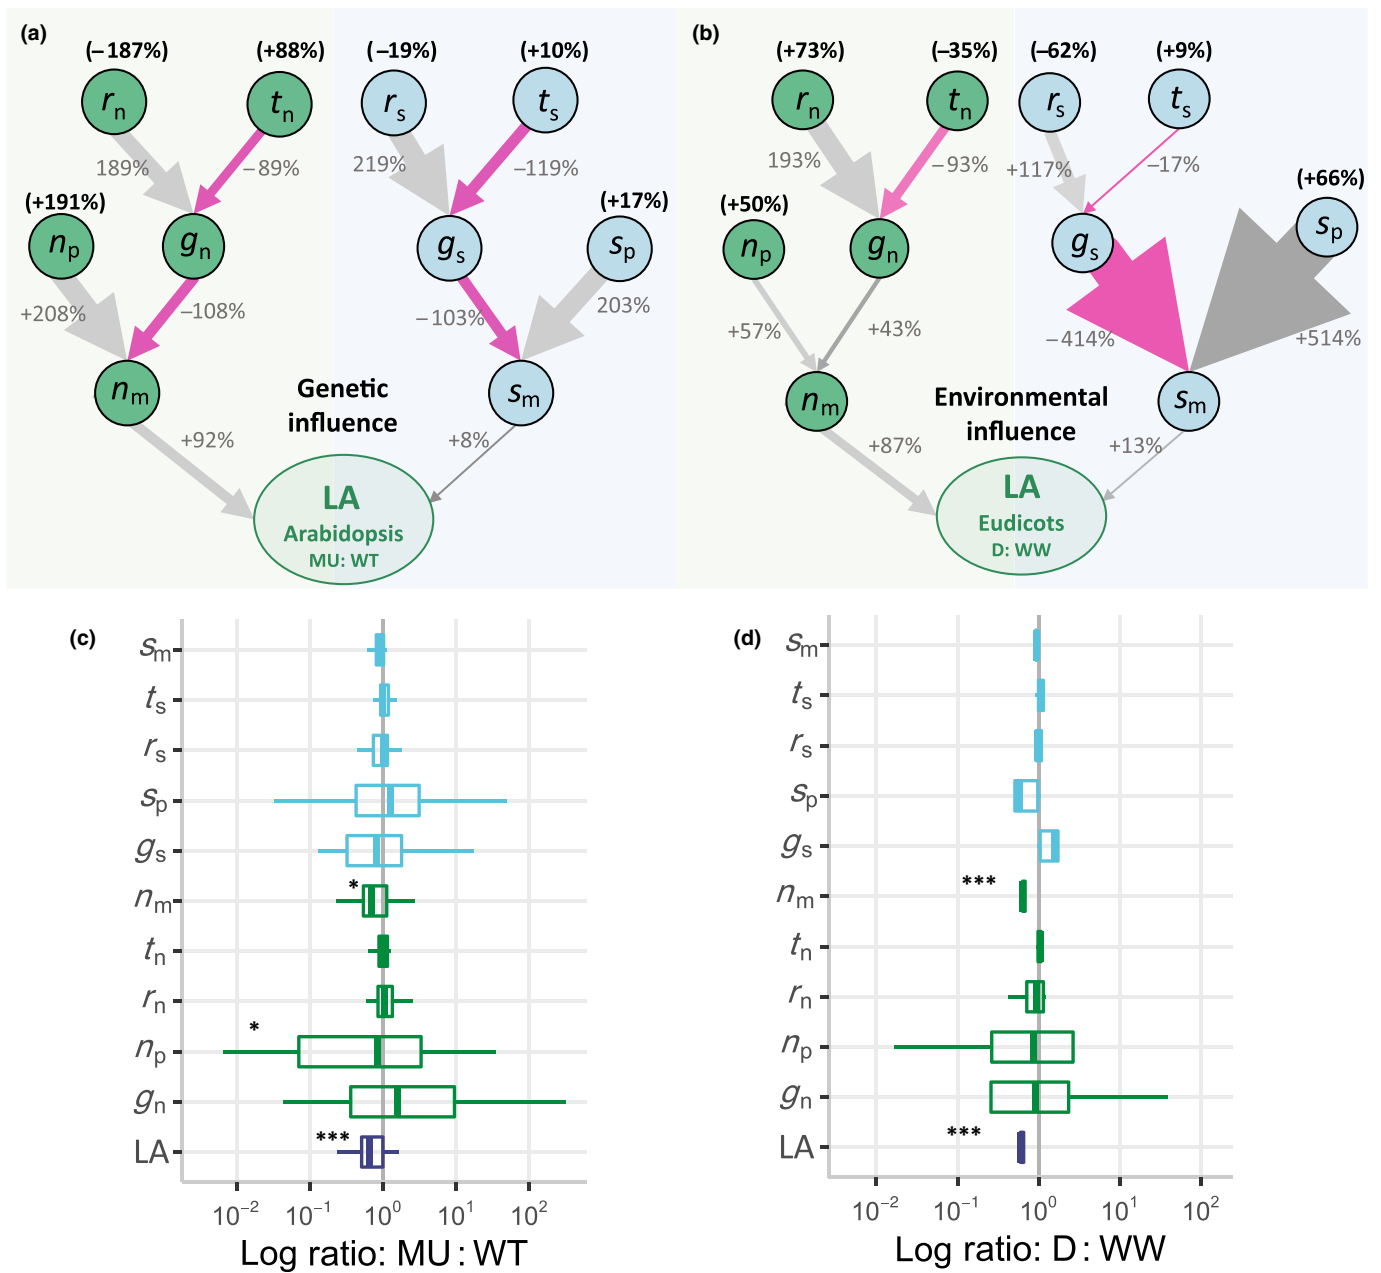 (a)
(−187%) (+88%) (−19%) (+10%)
rn tn rs ts
189% −89% 219% −119%
(+191%) (+17%)
np gn gs sp
+208% −108% −103% 203%
nm sm
Genetic
influence
+92% +8%
LA
Arabidopsis
MU: WT
(b)
(+73%) (−35%) (−62%) (+9%)
rn tn rs ts
193% −93% +117% −17%
(+50%) (+66%)
np gn gs sp
+57% +43% −414% +514%
nm sm
Environmental
influence
+87% +13%
LA
Eudicots
D: WW
(c)
sm
ts
rs
sp
gs
nm *
tn
rn
np *
gn
LA ***
10−2 10−1 100 101 102
Log ratio: MU : WT
(d)
sm
ts
rs
sp
gs
nm ***
tn
rn
np
gn
LA ***
10−2 10−1 100 101 102
Log ratio: D : WW